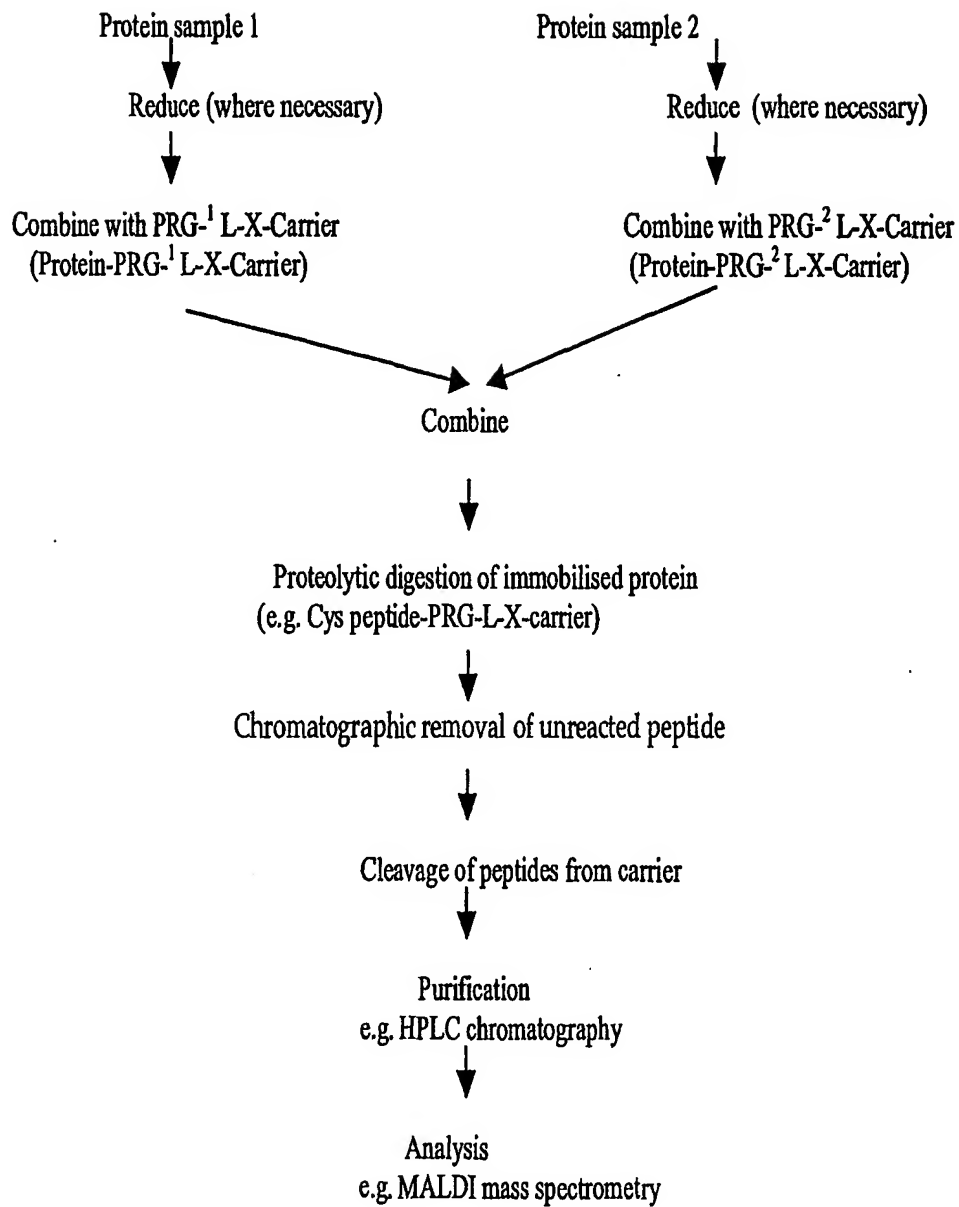 Protein sample 1
Protein sample 2
Reduce (where necessary)
Reduce (where necessary)
Combine with PRG-¹ L-X-Carrier
(Protein-PRG-¹ L-X-Carrier)
Combine with PRG-² L-X-Carrier
(Protein-PRG-² L-X-Carrier)
Combine
Proteolytic digestion of immobilised protein
(e.g. Cys peptide-PRG-L-X-carrier)
Chromatographic removal of unreacted peptide
Cleavage of peptides from carrier
Purification
e.g. HPLC chromatography
Analysis
e.g. MALDI mass spectrometry